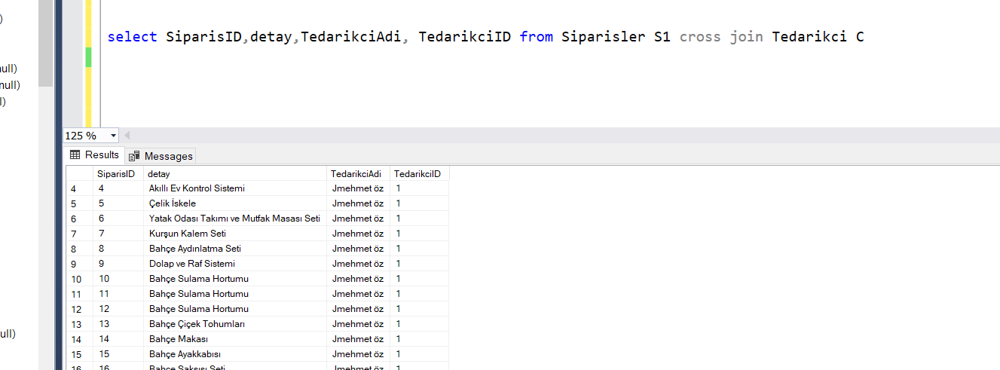 )
select SiparisID,detay,TedarikciAdi, TedarikciID from Siparisler S1 cross join Tedarikci C
null)
null)
l)
125 %
Results Messages
SiparisID detay TedarikciAdi TedarikciID
4 4 Akıllı Ev Kontrol Sistemi Jmehmet öz 1
5 5 Çelik İskele Jmehmet öz 1
6 6 Yatak Odası Takımı ve Mutfak Masası Seti Jmehmet öz 1
7 7 Kurşun Kalem Seti Jmehmet öz 1
8 8 Bahçe Aydınlatma Seti Jmehmet öz 1
9 9 Dolap ve Raf Sistemi Jmehmet öz 1
10 10 Bahçe Sulama Hortumu Jmehmet öz 1
11 11 Bahçe Sulama Hortumu Jmehmet öz 1
12 12 Bahçe Sulama Hortumu Jmehmet öz 1
13 13 Bahçe Çiçek Tohumları Jmehmet öz 1
ull)
14 14 Bahçe Makası Jmehmet öz 1
15 15 Bahçe Ayakkabısı Jmehmet öz 1
16 16 Bahçe Saksısı Seti Jmehmet öz 1